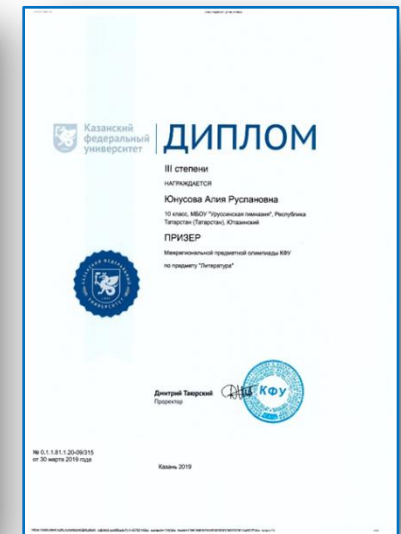 Казанский
федеральный
университет
ДИПЛОМ
III степени
НАГРАЖДАЕТСЯ
Юнусова Алия Руслановна
10 класс, МБОУ "Уруссинская гимназия", Республика
Татарстан (Татарстан), Ютазинский
ПРИЗЕР
Межрегиональной предметной олимпиады КФУ
по предмету "Литература"
Дмитрий Таюрский
Проректор
КФУ
№ 0.1.1.81.1.20-09/315
от 30 марта 2019 года
Казань 2019